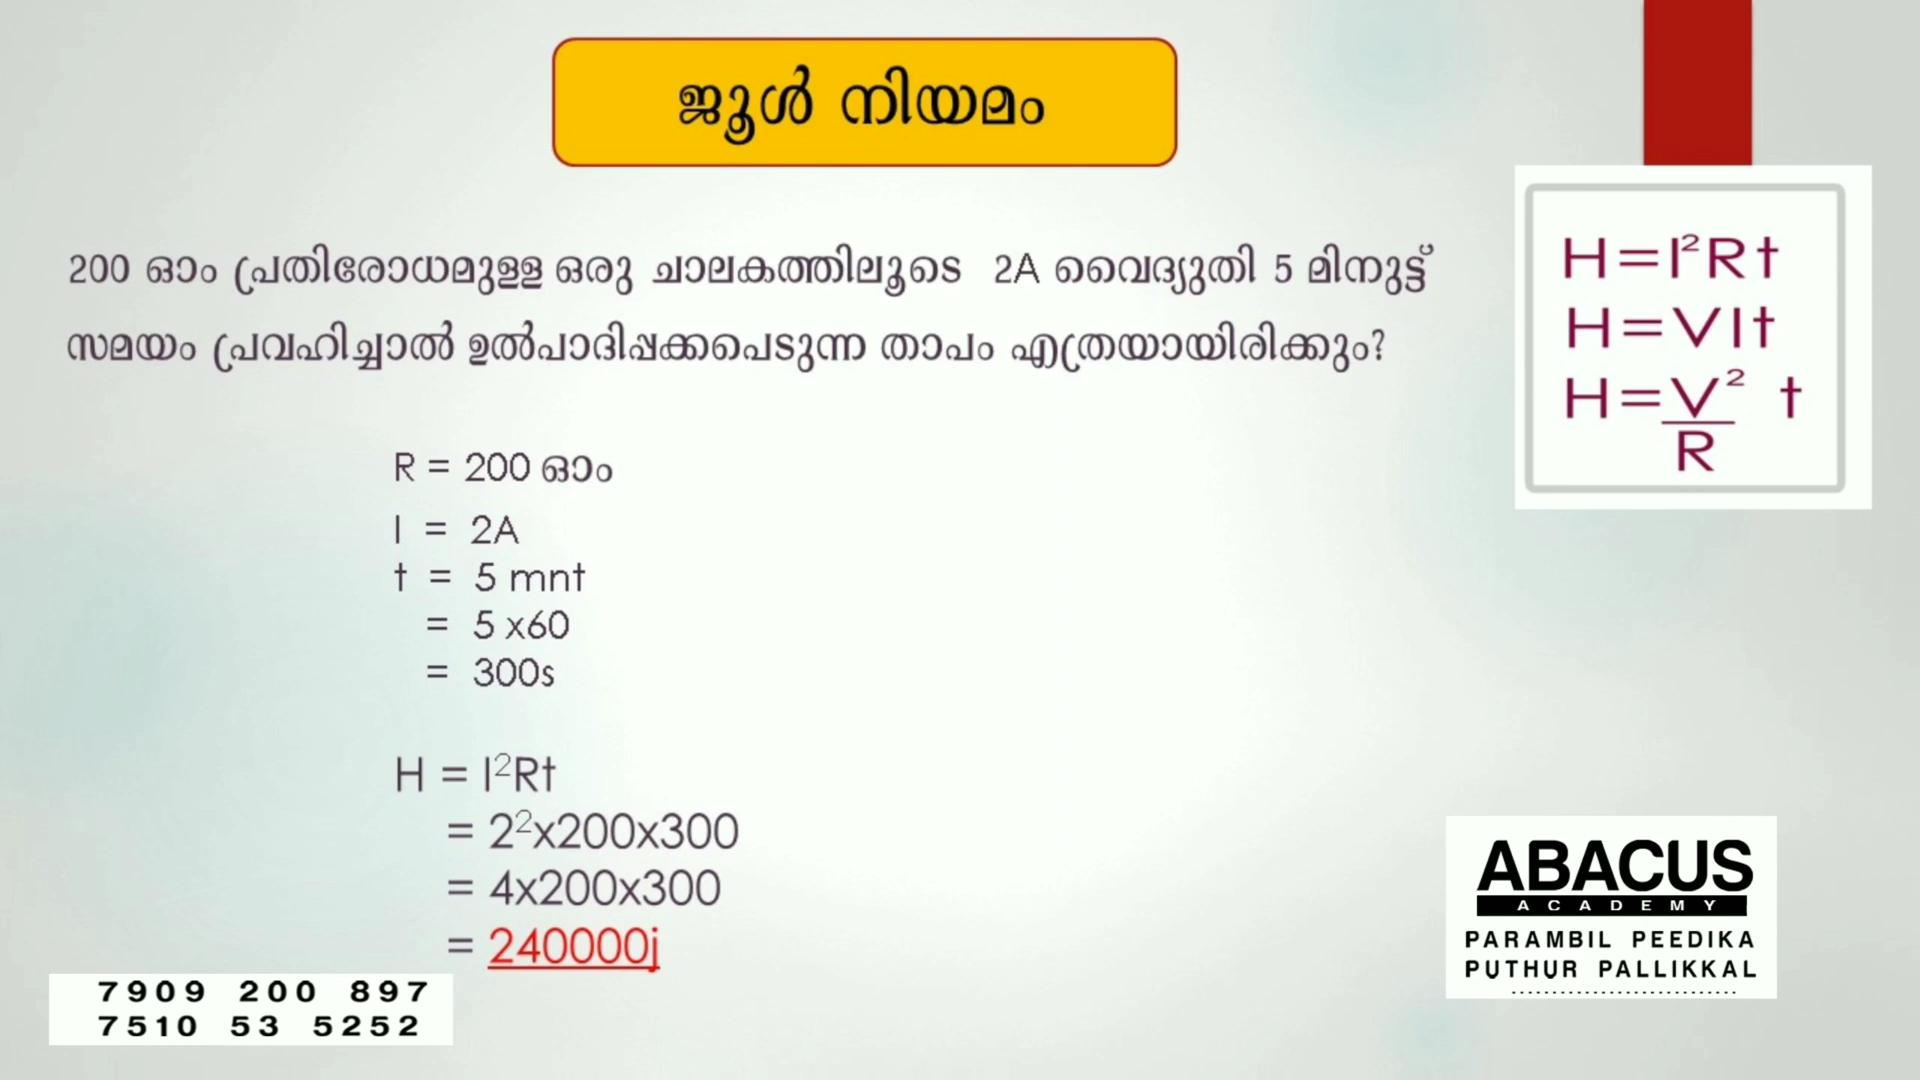 ജൂൾ നിയമം
200 ഓം പ്രതിരോധമുള്ള ഒരു ചാലകത്തിലൂടെ 2A വൈദ്യുതി 5 മിനുട്ട്
സമയം പ്രവഹിച്ചാൽ ഉൽപാദിപ്പക്കപെടുന്ന താപം എത്രയായിരിക്കും?
R = 200 ഓം
I = 2A
t = 5 mnt
= 5 x60
= 300s
H = I²Rt
= 2²x200x300
= 4x200x300
= 240000j
H=I²Rt
H=VIt
H=V² t
R
ABACUS
ACADEMY
PARAMBIL PEEDIKA
PUTHUR PALLIKKAL
7909 200 897
7510 53 5252